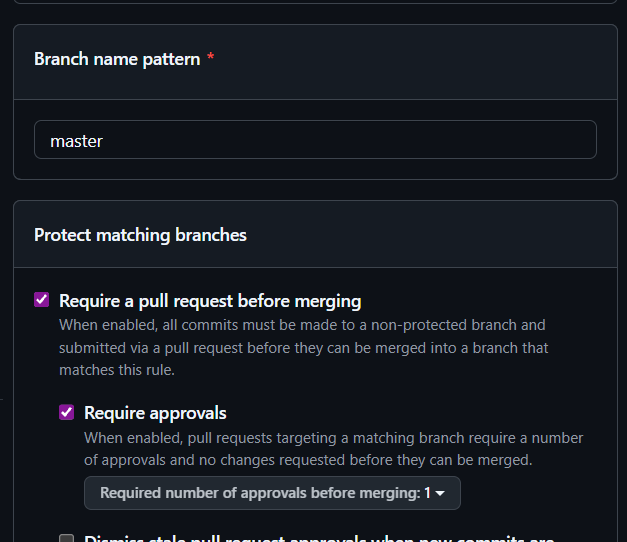 Branch name pattern *
master
Protect matching branches
Require a pull request before merging
When enabled, all commits must be made to a non-protected branch and
submitted via a pull request before they can be merged into a branch that
matches this rule.
Require approvals
When enabled, pull requests targeting a matching branch require a number
of approvals and no changes requested before they can be merged.
Required number of approvals before merging: 1
Dismiss stale pull request approvals when new commits are